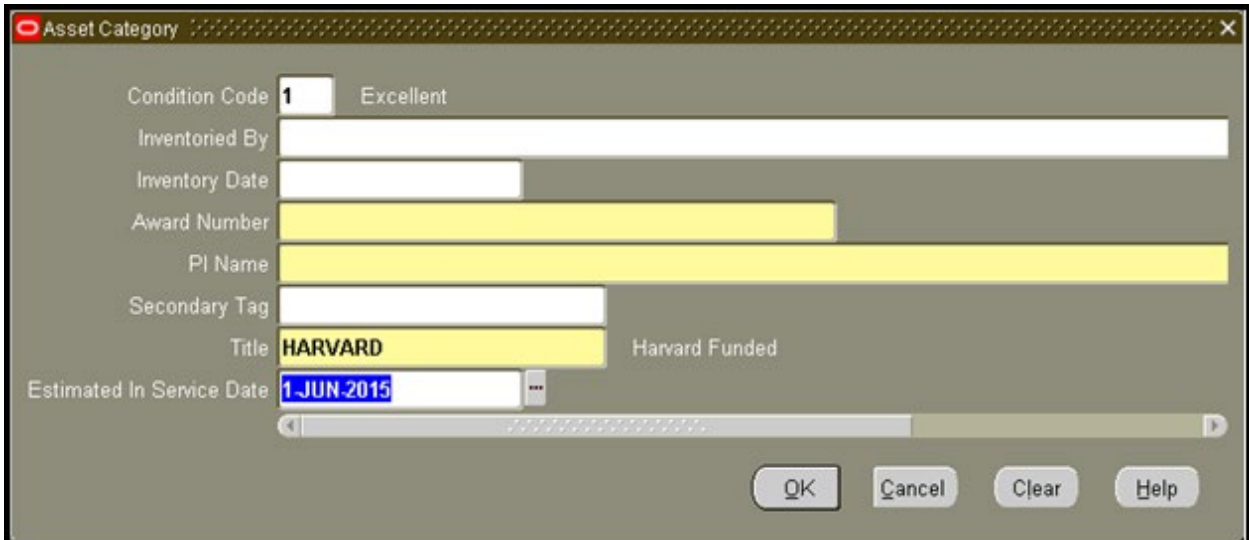 Asset Category
Condition Code 1 Excellent
Inventoried By
Inventory Date
Award Number
PI Name
Secondary Tag
Title HARVARD Harvard Funded
Estimated In Service Date 1-JUN-2015 ...
OK Cancel Clear Help